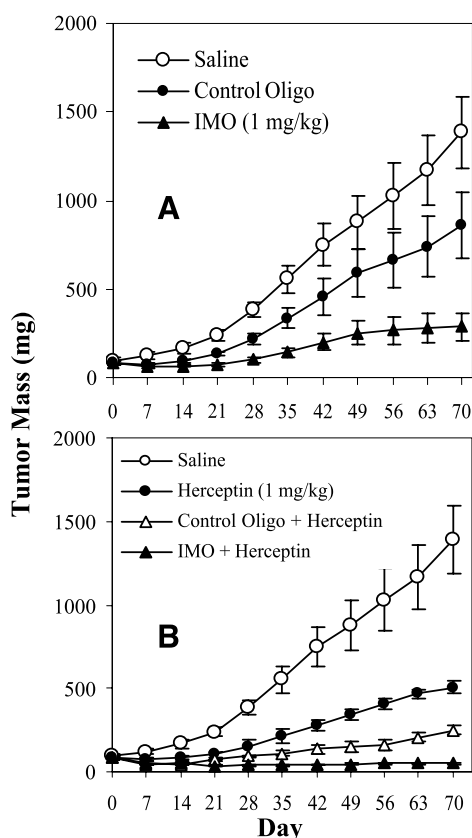 2000
Saline
Control Oligo
IMO (1 mg/kg)
1500
1000
A
500
0
0 7 14 21 28 35 42 49 56 63 70
Tumor Mass (mg)
2000
Saline
Herceptin (1 mg/kg)
Control Oligo + Herceptin
IMO + Herceptin
1500
1000
B
500
0
0 7 14 21 28 35 42 49 56 63 70
Day